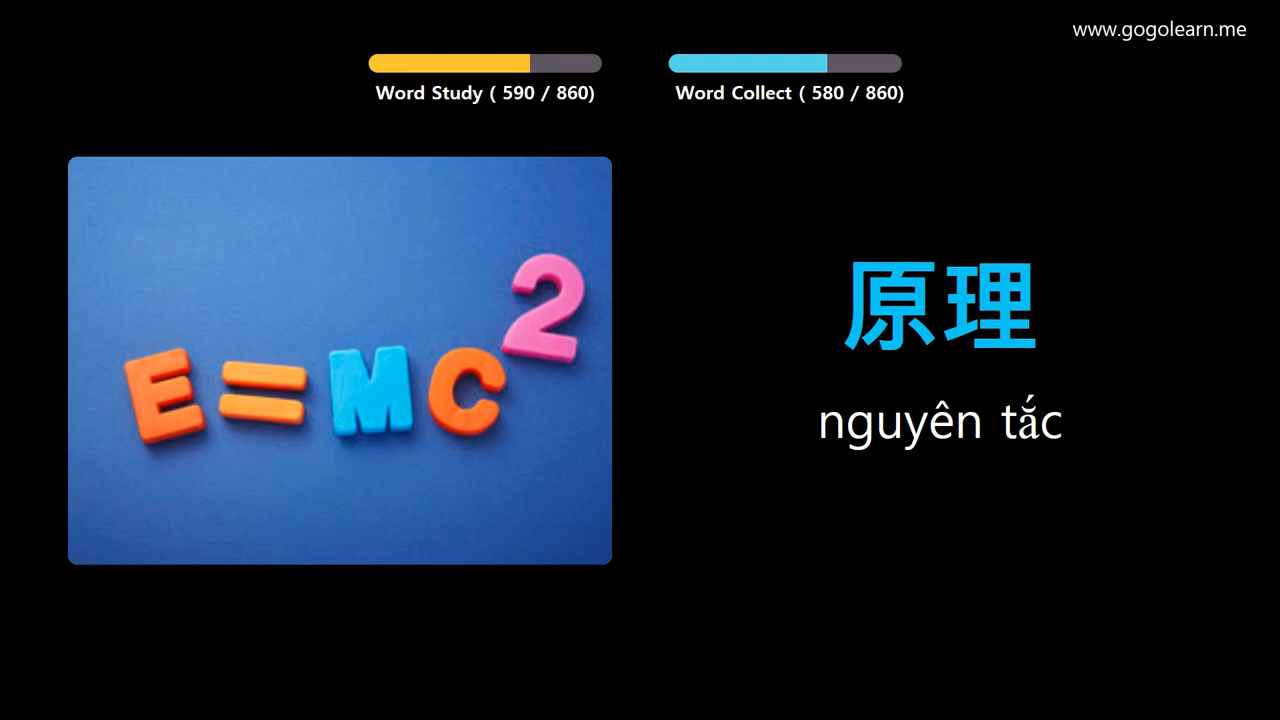 www.gogolearn.me
Word Study ( 590 / 860)
Word Collect ( 580 / 860)
E=MC²
原理
nguyên tắc